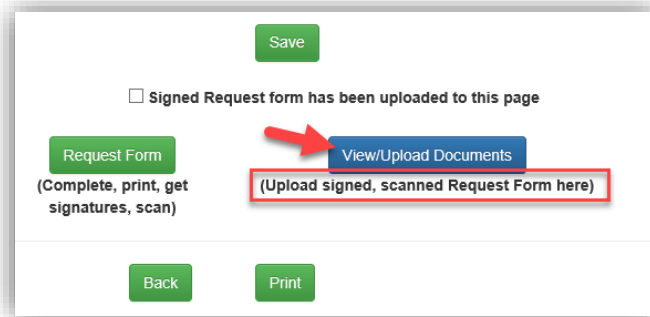 Save
Signed Request form has been uploaded to this page
Request Form
View/Upload Documents
(Complete, print, get
signatures, scan)
(Upload signed, scanned Request Form here)
Back
Print